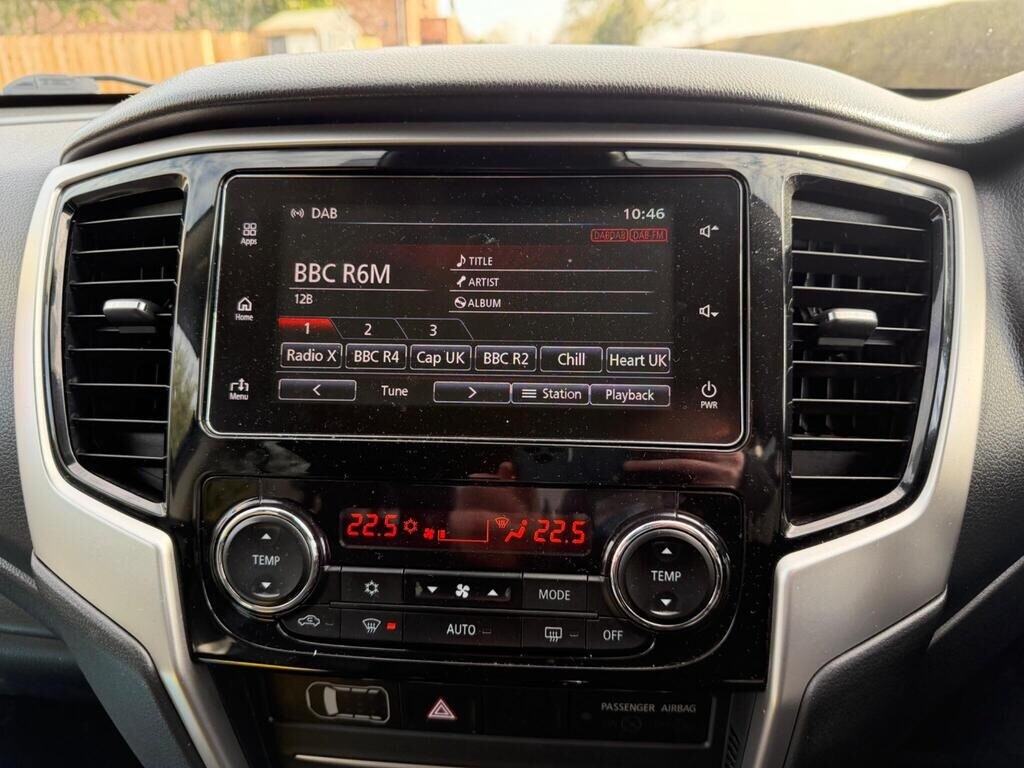 DAB 10:46
DABDAB DAB-FM
Apps
TITLE
BBC R6M
ARTIST
12B
ALBUM
Home
1 2 3
Radio X BBC R4 Cap UK BBC R2 Chill Heart UK
< Tune > Station Playback
Menu
PWR
22.5 22.5
TEMP
MODE
TEMP
AUTO
OFF
PASSENGER AIRBAG